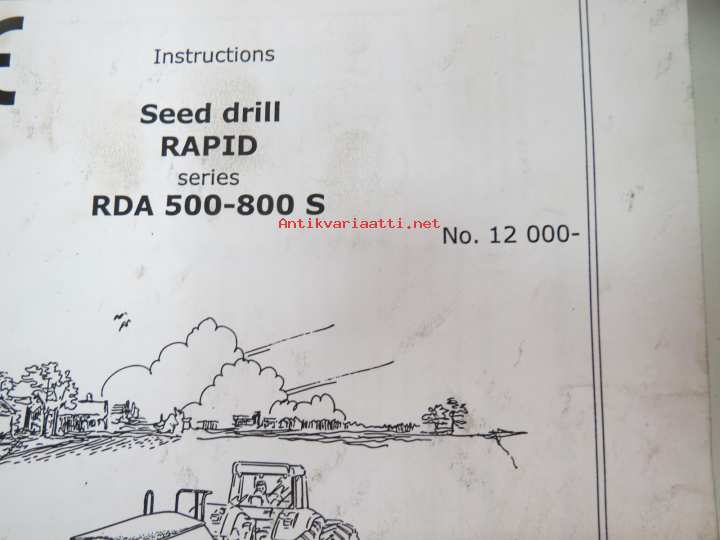 Instructions
Seed drill
RAPID
series
RDA 500-800 S
Antikvariaatti.net
No. 12 000-